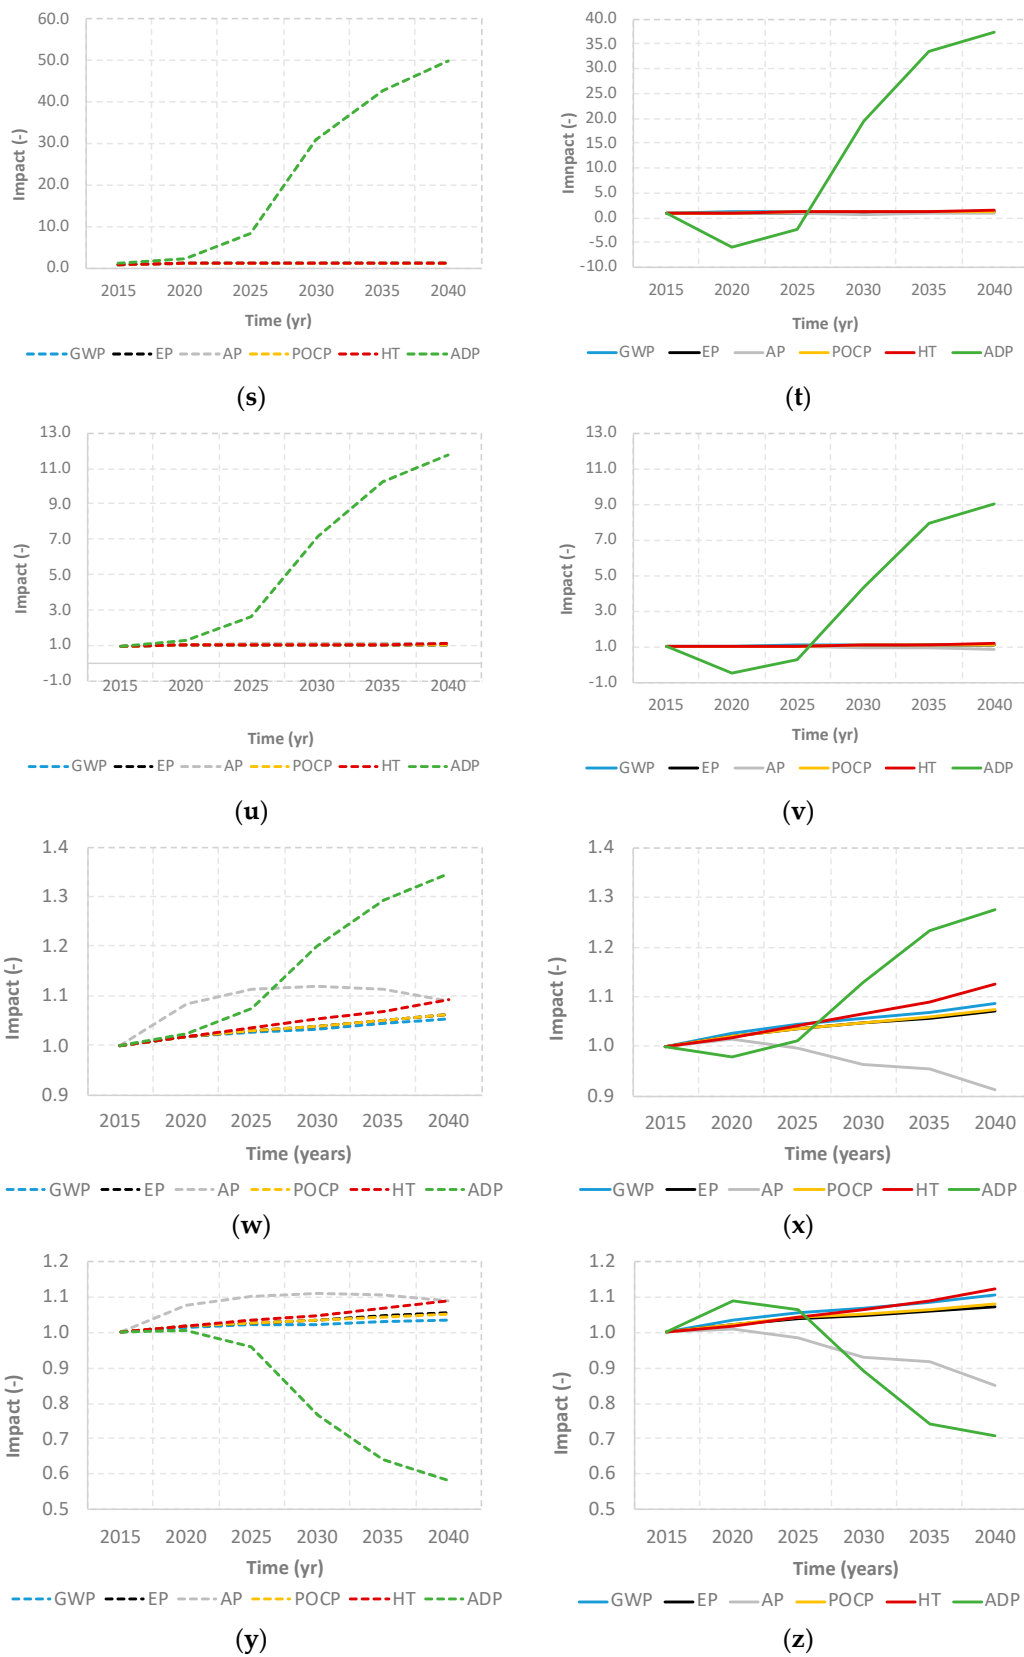 60.0
50.0
40.0
30.0
20.0
10.0
0.0
Impact (-)
2015 2020 2025 2030 2035 2040
Time (yr)
GWP EP AP POCP HT ADP
(s)
40.0
35.0
30.0
25.0
20.0
15.0
10.0
5.0
0.0
-5.0
-10.0
Imnpact (-)
2015 2020 2025 2030 2035 2040
Time (yr)
GWP EP AP POCP HT ADP
(t)
13.0
11.0
9.0
7.0
5.0
3.0
1.0
-1.0
Impact (-)
2015 2020 2025 2030 2035 2040
Time (yr)
GWP EP AP POCP HT ADP
(u)
13.0
11.0
9.0
7.0
5.0
3.0
1.0
-1.0
Impact (-)
2015 2020 2025 2030 2035 2040
Time (yr)
GWP EP AP POCP HT ADP
(v)
1.4
1.3
1.2
1.1
1.0
0.9
Impact (-)
2015 2020 2025 2030 2035 2040
Time (years)
GWP EP AP POCP HT ADP
(w)
1.4
1.3
1.2
1.1
1.0
0.9
Impact (-)
2015 2020 2025 2030 2035 2040
Time (years)
GWP EP AP POCP HT ADP
(x)
1.2
1.1
1.0
0.9
0.8
0.7
0.6
0.5
Impact (-)
2015 2020 2025 2030 2035 2040
Time (yr)
GWP EP AP POCP HT ADP
(y)
1.2
1.1
1.0
0.9
0.8
0.7
0.6
0.5
Impact (-)
2015 2020 2025 2030 2035 2040
Time (years)
GWP EP AP POCP HT ADP
(z)